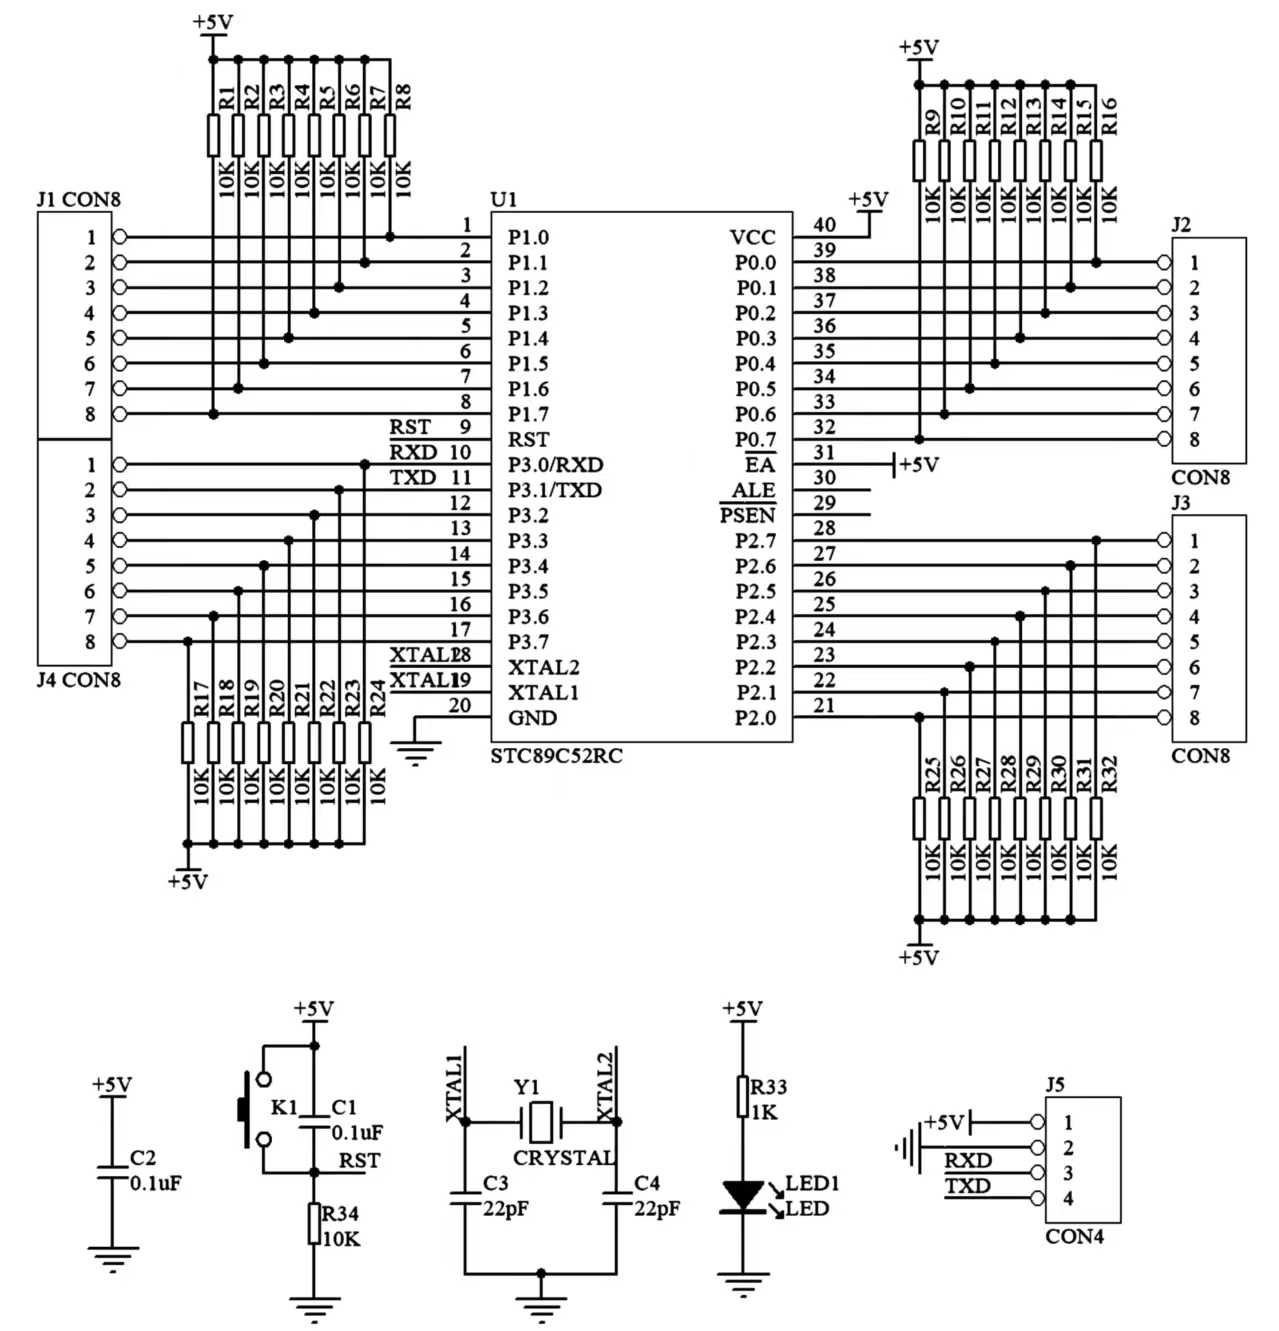 +5V
R1 R2 R3 R4 R5 R6 R7 R8
10K 10K 10K 10K 10K 10K 10K 10K
J1 CON8
1
2
3
4
5
6
7
8
1
2
3
4
5
6
7
8
J4 CON8
R17 R18 R19 R20 R21 R22 R23 R24
10K 10K 10K 10K 10K 10K 10K 10K
+5V
U1
1 P1.0
2 P1.1
3 P1.2
4 P1.3
5 P1.4
6 P1.5
7 P1.6
8 P1.7
RST 9 RST
RXD 10 P3.0/RXD
TXD 11 P3.1/TXD
12 P3.2
13 P3.3
14 P3.4
15 P3.5
16 P3.6
17 P3.7
XTAL2 18 XTAL2
XTAL1 19 XTAL1
20 GND
STC89C52RC
+5V
VCC 40
P0.0 39
P0.1 38
P0.2 37
P0.3 36
P0.4 35
P0.5 34
P0.6 33
P0.7 32
EA 31 +5V
ALE 30
PSEN 29
P2.7 28
P2.6 27
P2.5 26
P2.4 25
P2.3 24
P2.2 23
P2.1 22
P2.0 21
+5V
R9 R10 R11 R12 R13 R14 R15 R16
10K 10K 10K 10K 10K 10K 10K 10K
J2
1
2
3
4
5
6
7
8
CON8
J3
1
2
3
4
5
6
7
8
CON8
R25 R26 R27 R28 R29 R30 R31 R32
10K 10K 10K 10K 10K 10K 10K 10K
+5V
+5V
C2
0.1uF
+5V
K1
C1
0.1uF
RST
R34
10K
XTAL1
Y1
XTAL2
CRYSTAL
C3
22pF
C4
22pF
+5V
R33
1K
LED1
LED
J5
+5V 1
2
RXD 3
TXD 4
CON4